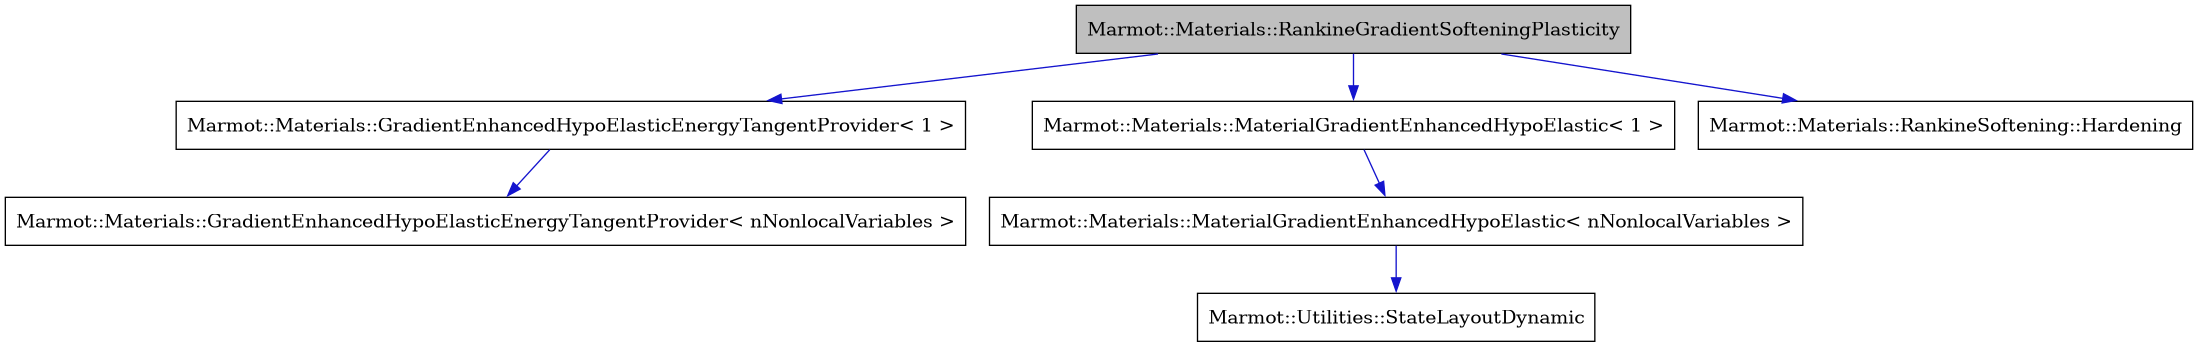 Marmot::Materials::RankineGradientSofteningPlasticity
Marmot::Materials::GradientEnhancedHypoElasticEnergyTangentProvider< 1 >
Marmot::Materials::MaterialGradientEnhancedHypoElastic< 1 >
Marmot::Materials::RankineSoftening::Hardening
Marmot::Materials::GradientEnhancedHypoElasticEnergyTangentProvider< nNonlocalVariables >
Marmot::Materials::MaterialGradientEnhancedHypoElastic< nNonlocalVariables >
Marmot::Utilities::StateLayoutDynamic